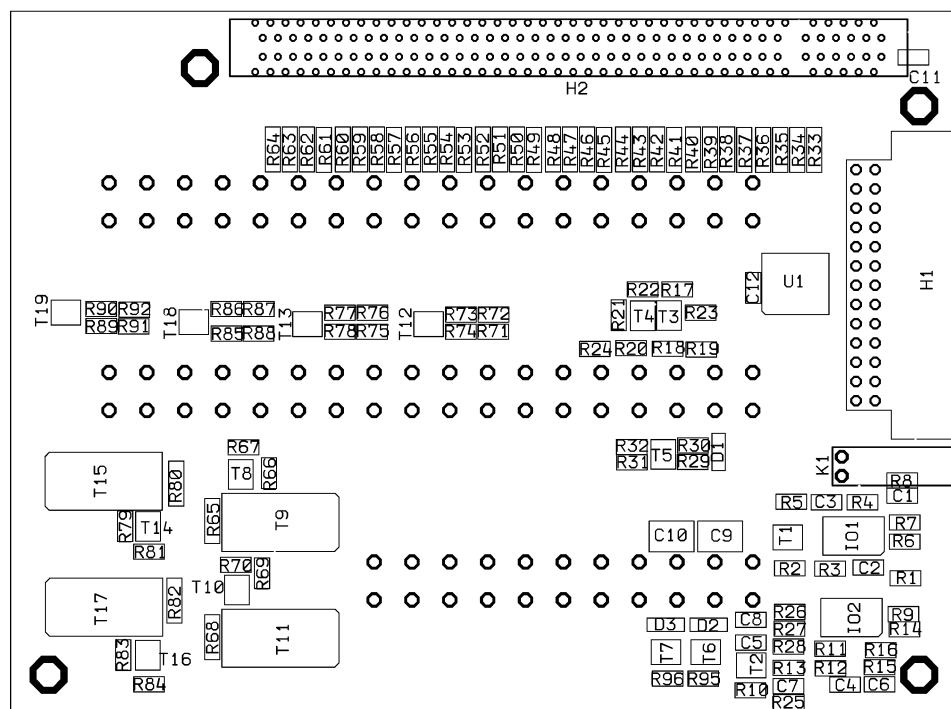 C11
H2
R64 R63 R62 R61 R60 R59 R58 R57 R56 R55 R54 R53 R52 R51 R50 R49 R48 R47 R46 R45 R44 R43 R42 R41 R40 R39 R38 R37 R36 R35 R34 R33
H1
U1
C12
R22 R17
T19 R90 R92 T18 R86 R87 T13 R77 R76 T12 R73 R72 R21 T4 T3 R23
R89 R91 R85 R88 R78 R75 R74 R71
R24 R20 R18 R19
R67 R32 R30 D1
R31 T5 R29
K1
T15 R80 T8 R66
R8
C1
R5 C3 R4
R79 T14 R65 T9 C10 C9 T1 IO1 R7
R6
R81
R70 R69 R2 R3 C2 R1
T10
T17 R82
R26 IO2 R9
D3 D2 C8 R27 R14
R83 T16 R68 T11 T7 T6 C5 R28 R11 R16
T2 R13 R12 R15
R84 R96 R95 R10 C7 C4 C6
R25